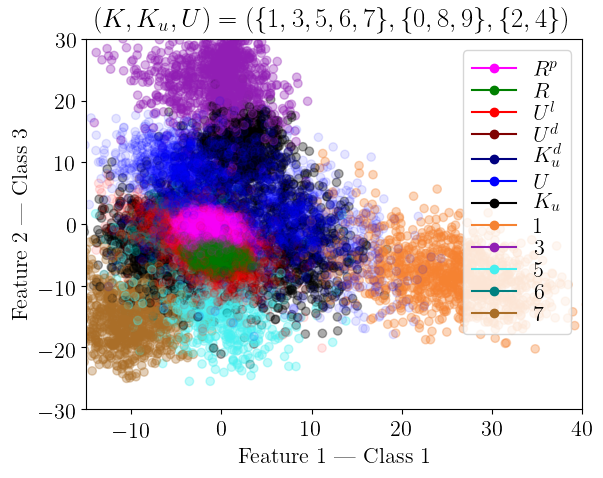 (K, K_u, U) = ({1, 3, 5, 6, 7}, {0, 8, 9}, {2, 4})
30
20
10
0
−10
−20
−30
Feature 2 — Class 3
R^p
R
U^l
U^d
K_u^d
U
K_u
1
3
5
6
7
−10
0
10
20
30
40
Feature 1 — Class 1